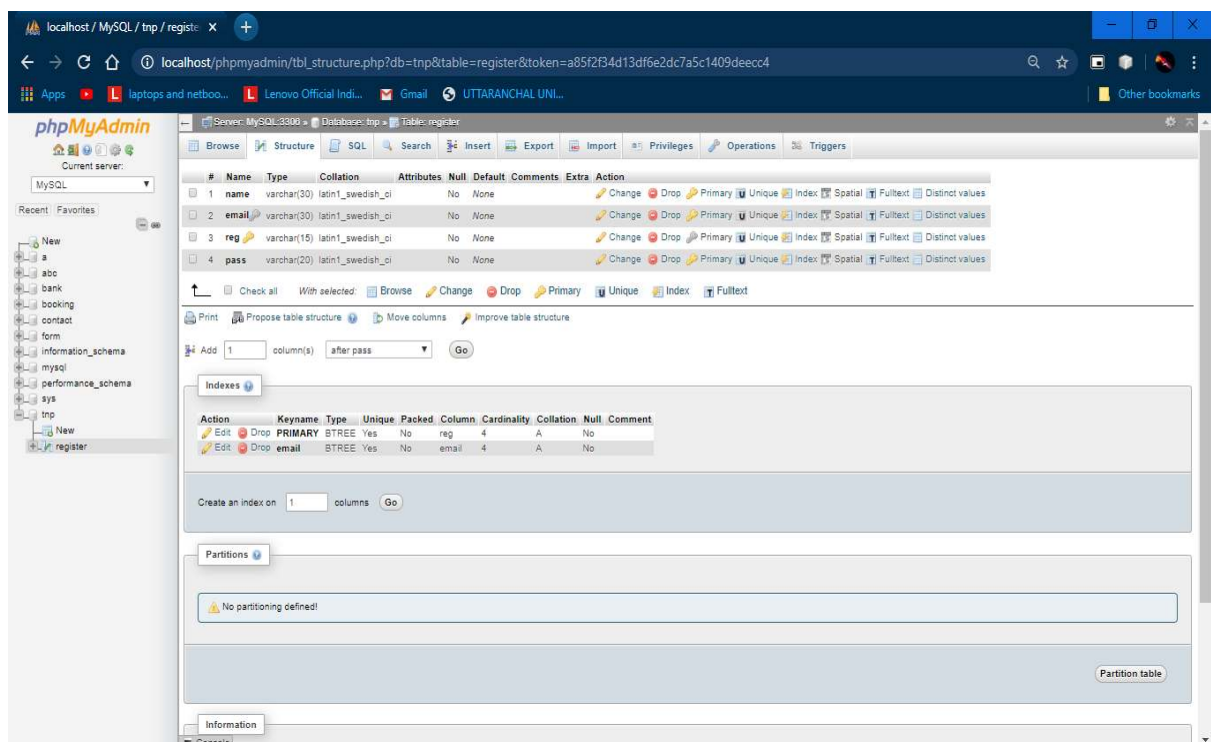 localhost / MySQL / tnp / registe
localhost/phpmyadmin/tbl_structure.php?db=tnp&table=register&token=a85f2f34d13df6e2dc7a5c1409deecc4
Apps laptops and netboo... Lenovo Official Indi... Gmail UTTARANCHAL UNI... Other bookmarks
phpMyAdmin
Current server:
MySQL
Recent Favorites
New
a
abc
bank
booking
contact
form
information_schema
mysql
performance_schema
sys
tnp
New
register
Server: MySQL:3306 » Database: tnp » Table: register
Browse Structure SQL Search Insert Export Import Privileges Operations Triggers
# Name Type Collation Attributes Null Default Comments Extra Action
1 name varchar(30) latin1_swedish_ci No None Change Drop Primary Unique Index Spatial Fulltext Distinct values
2 email varchar(30) latin1_swedish_ci No None Change Drop Primary Unique Index Spatial Fulltext Distinct values
3 reg varchar(15) latin1_swedish_ci No None Change Drop Primary Unique Index Spatial Fulltext Distinct values
4 pass varchar(20) latin1_swedish_ci No None Change Drop Primary Unique Index Spatial Fulltext Distinct values
Check all With selected: Browse Change Drop Primary Unique Index Fulltext
Print Propose table structure Move columns Improve table structure
Add 1 column(s) after pass Go
Indexes
Action Keyname Type Unique Packed Column Cardinality Collation Null Comment
Edit Drop PRIMARY BTREE Yes No reg 4 A No
Edit Drop email BTREE Yes No email 4 A No
Create an index on 1 columns Go
Partitions
No partitioning defined!
Partition table
Information
Console